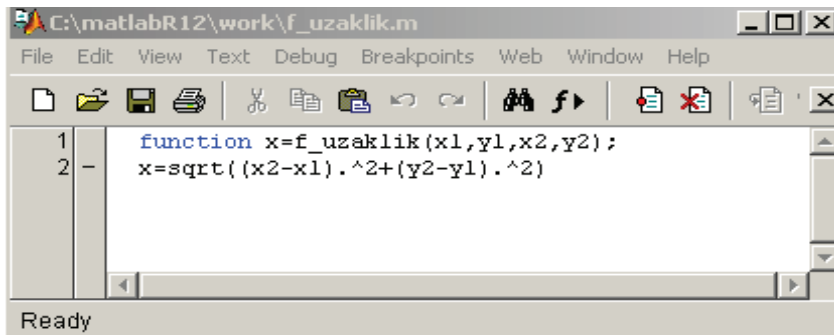 C:\matlabR12\work\f_uzaklik.m
File Edit View Text Debug Breakpoints Web Window Help
1 function x=f_uzaklik(x1,y1,x2,y2);
2 - x=sqrt((x2-x1).^2+(y2-y1).^2)
Ready